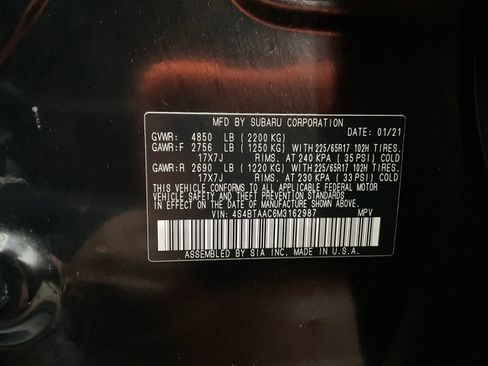 MFD BY SUBARU CORPORATION
DATE: 01/21
GVWR: 4850 LB (2200 KG)
GAWR:F 2756 LB (1250 KG) WITH 225/65R17 102H TIRES.
17X7J RIMS. AT 240 KPA (35 PSI) COLD
GAWR:R 2690 LB (1220 KG) WITH 225/65R17 102H TIRES.
17X7J RIMS. AT 230 KPA (33 PSI) COLD
THIS VEHICLE CONFORMS TO ALL APPLICABLE FEDERAL MOTOR
VEHICLE SAFETY AND THEFT PREVENTION STANDARDS IN EFFECT ON THE
DATE OF MANUFACTURE SHOWN ABOVE.
VIN: 4S4BTAAC6M3162987 MPV
ASSEMBLED BY SIA INC. MADE IN U.S.A.